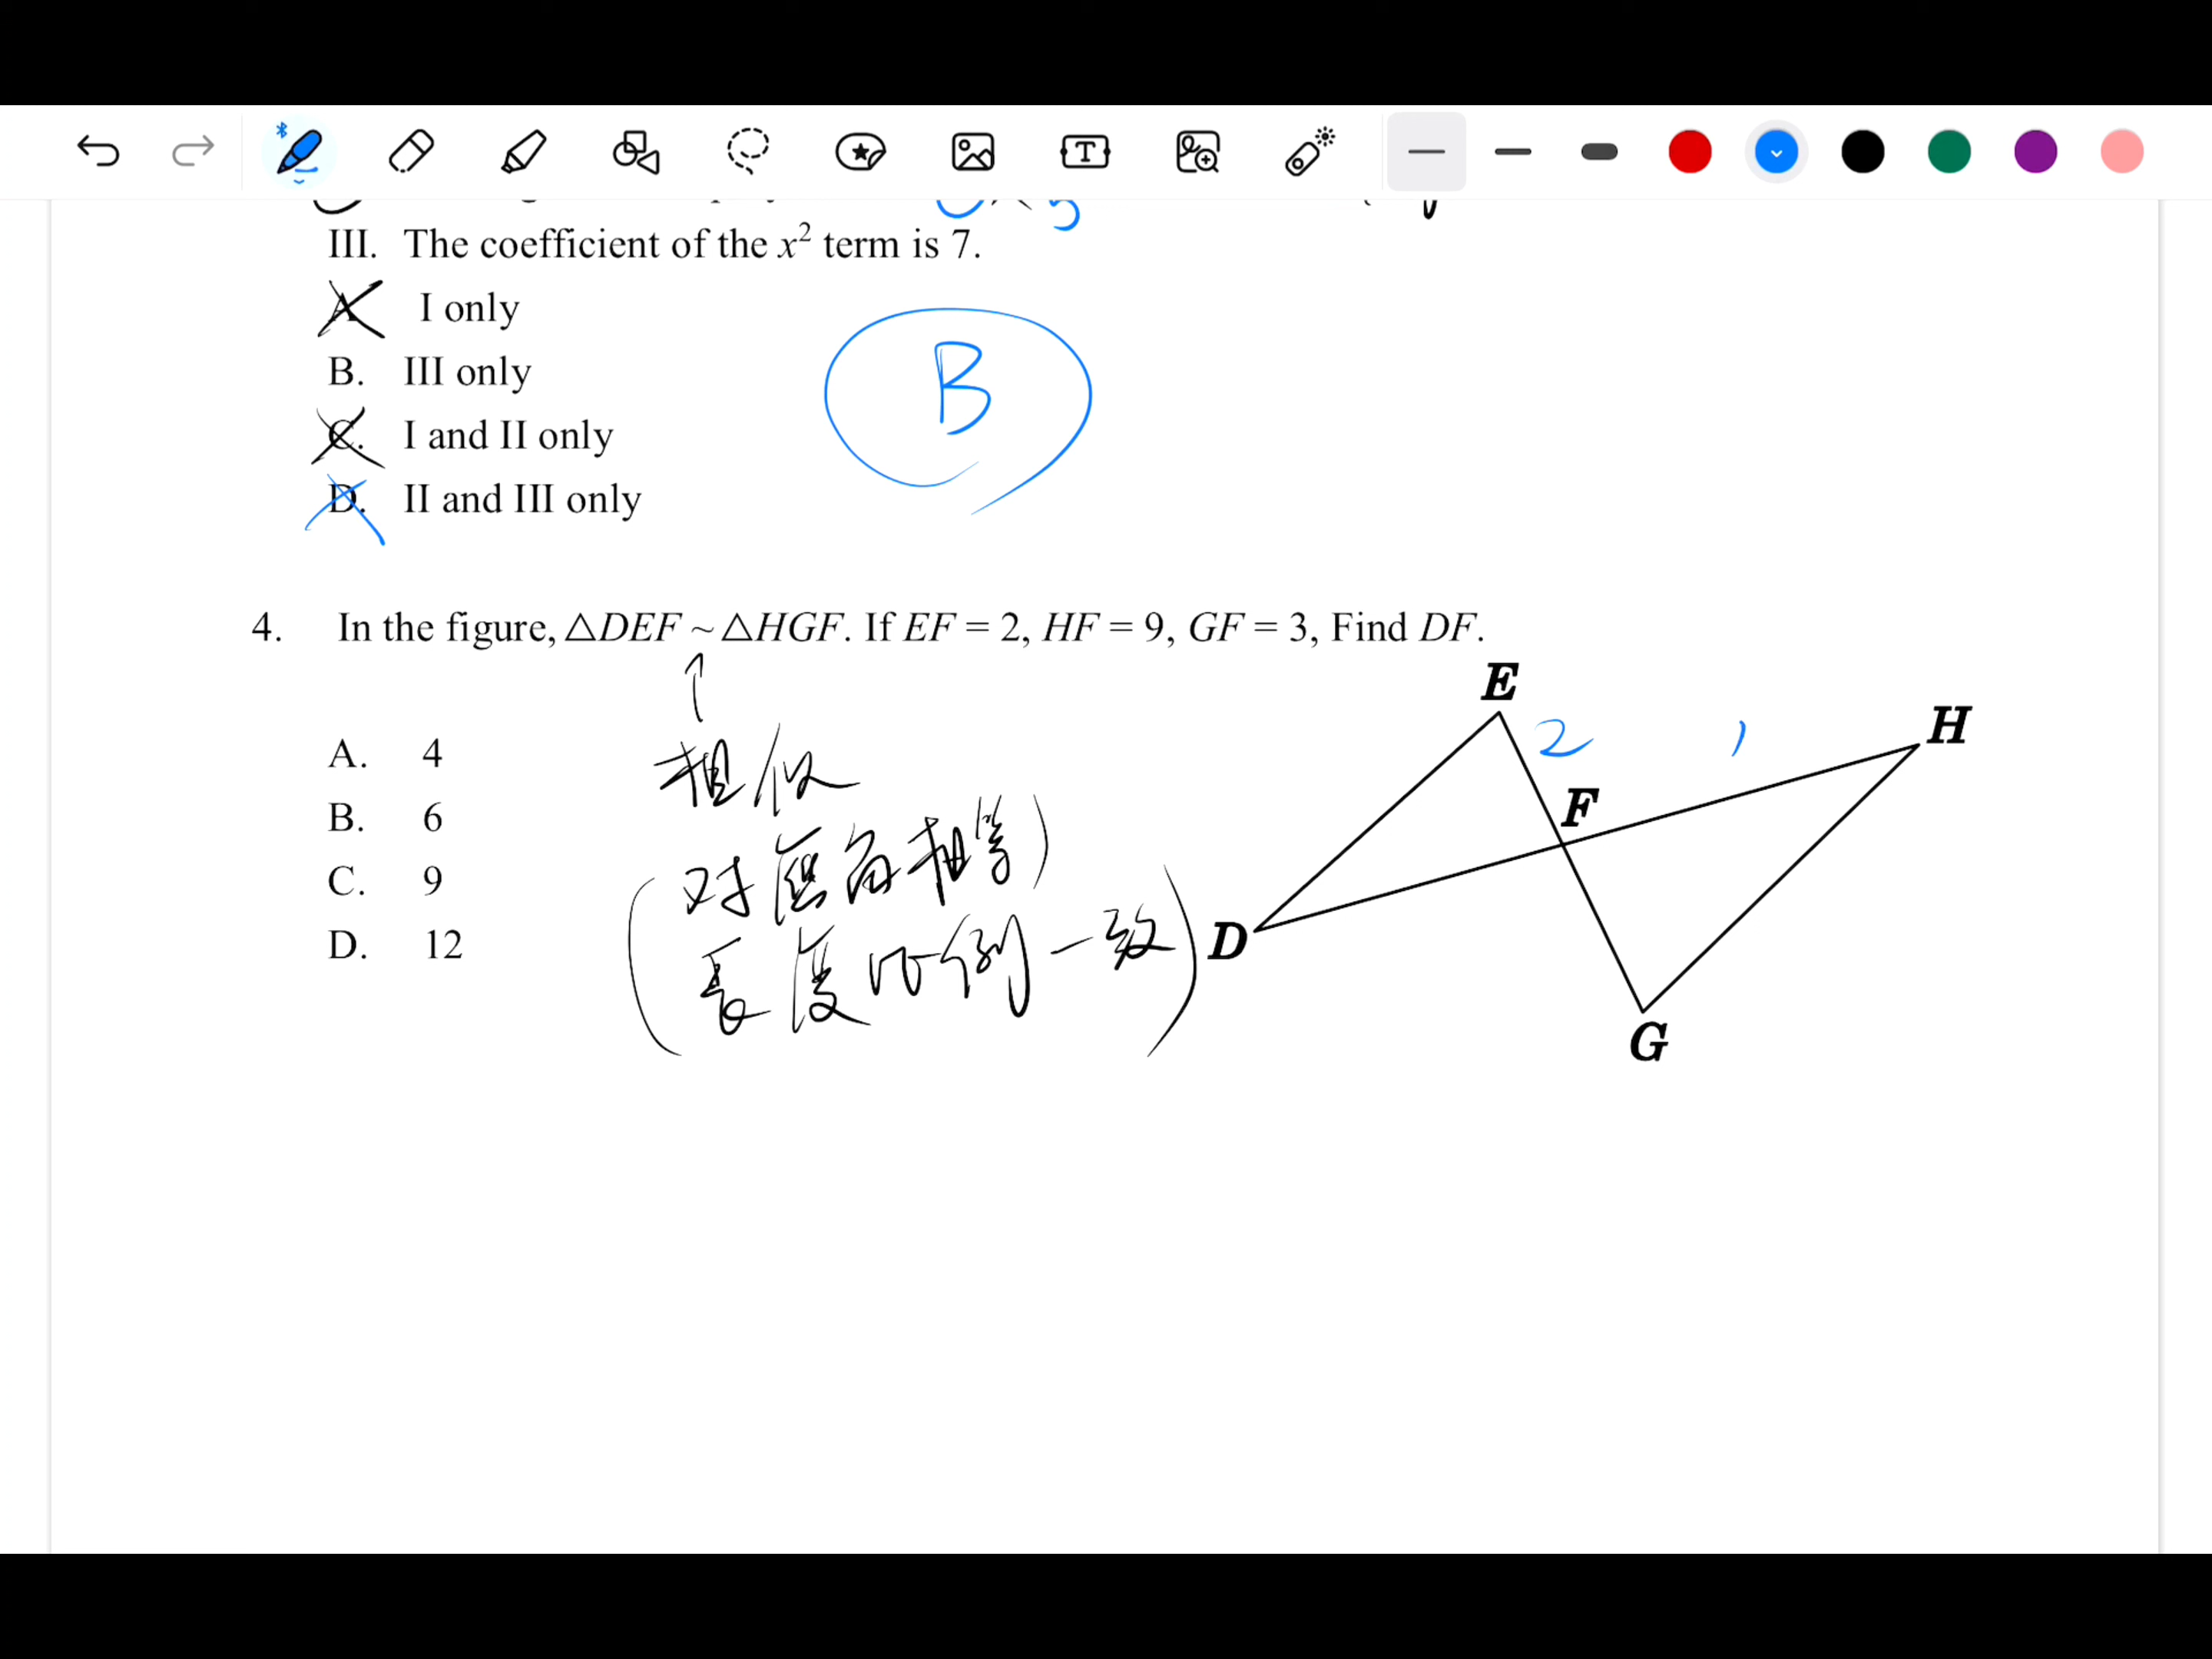 III. The coefficient of the x² term is 7.
A. I only
B. III only
C. I and II only
D. II and III only
B
4. In the figure, △DEF ~ △HGF. If EF = 2, HF = 9, GF = 3, Find DF.
A. 4
B. 6
C. 9
D. 12
相似
(对应角相等)
(长度比例一致)
E
2
H
F
D
G